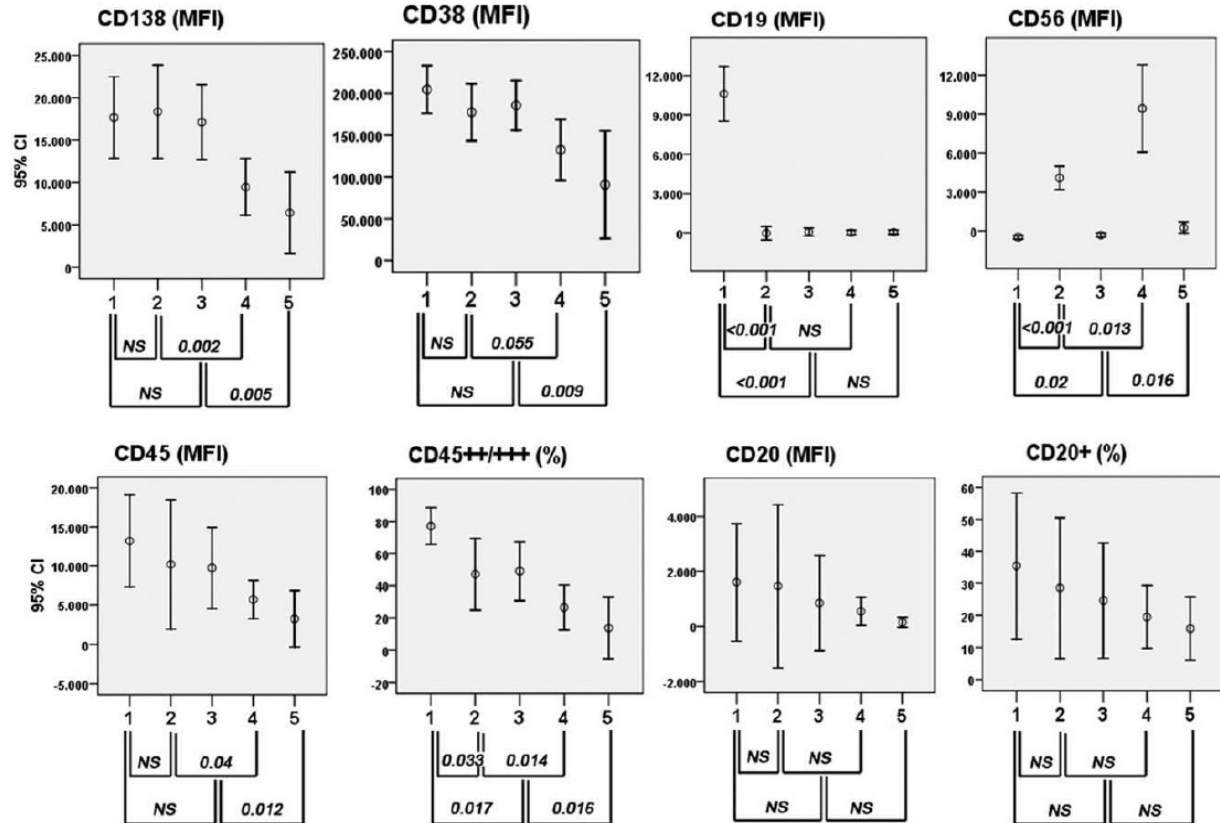 CD138 (MFI)
CD38 (MFI)
CD19 (MFI)
CD56 (MFI)
95% CI
25.000
20.000
15.000
10.000
5.000
0
1 2 3 4 5
NS 0.002
NS 0.005
250.000
200.000
150.000
100.000
50.000
0
1 2 3 4 5
NS 0.055
NS 0.009
12.000
9.000
6.000
3.000
0
1 2 3 4 5
<0.001 NS
<0.001 NS
12.000
9.000
6.000
3.000
0
1 2 3 4 5
<0.001 0.013
0.02 0.016
CD45 (MFI)
CD45++/+++ (%)
CD20 (MFI)
CD20+ (%)
95% CI
20.000
15.000
10.000
5.000
0
-5.000
1 2 3 4 5
NS 0.04
NS 0.012
100
80
60
40
20
0
-20
1 2 3 4 5
0.033 0.014
0.017 0.016
4.000
2.000
0
-2.000
1 2 3 4 5
NS NS
NS NS
60
50
40
30
20
10
0
1 2 3 4 5
NS NS
NS NS